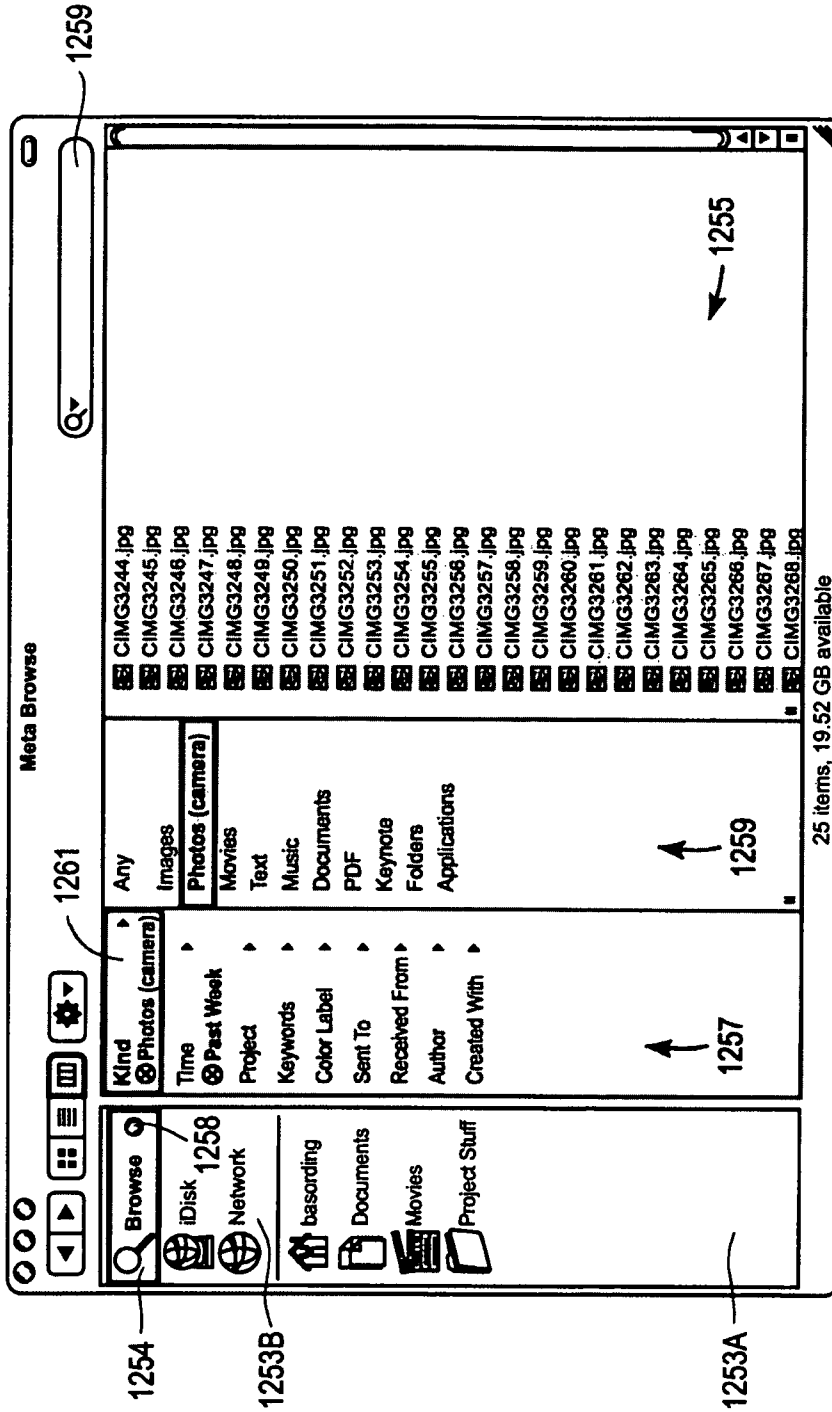 Meta Browse
1259
1261
1254
Browse
1258
iDisk
Network
1253B
basording
Documents
Movies
Project Stuff
1253A
Kind
Photos (camera)
Time
Past Week
Project
Keywords
Color Label
Sent To
Received From
Author
Created With
1257
Any
Images
Photos (camera)
Movies
Text
Music
Documents
PDF
Keynote
Folders
Applications
1259
CIMG3244.jpg
CIMG3245.jpg
CIMG3246.jpg
CIMG3247.jpg
CIMG3248.jpg
CIMG3249.jpg
CIMG3250.jpg
CIMG3251.jpg
CIMG3252.jpg
CIMG3253.jpg
CIMG3254.jpg
CIMG3255.jpg
CIMG3256.jpg
CIMG3257.jpg
CIMG3258.jpg
CIMG3259.jpg
CIMG3260.jpg
CIMG3261.jpg
CIMG3262.jpg
CIMG3263.jpg
CIMG3264.jpg
CIMG3265.jpg
CIMG3266.jpg
CIMG3267.jpg
CIMG3268.jpg
1255
25 items, 19.52 GB available